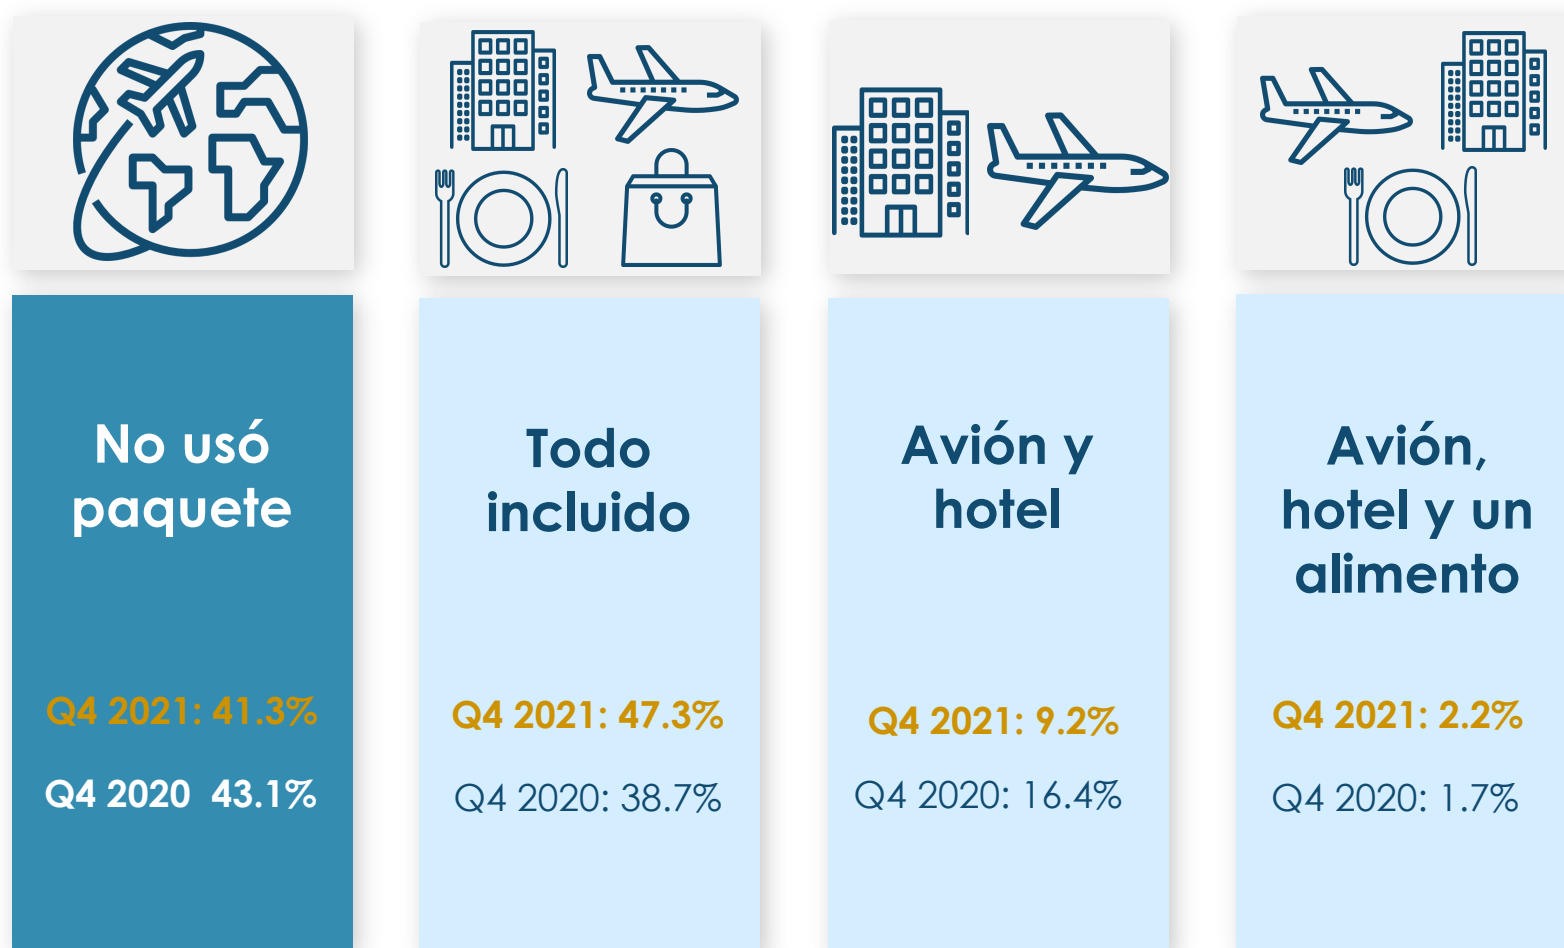 No usó
paquete
Q4 2021: 41.3%
Q4 2020  43.1%
Todo
incluido
Q4 2021: 47.3%
Q4 2020: 38.7%
Avión y
hotel
Q4 2021: 9.2%
Q4 2020: 16.4%
Avión,
hotel y un
alimento
Q4 2021: 2.2%
Q4 2020: 1.7%